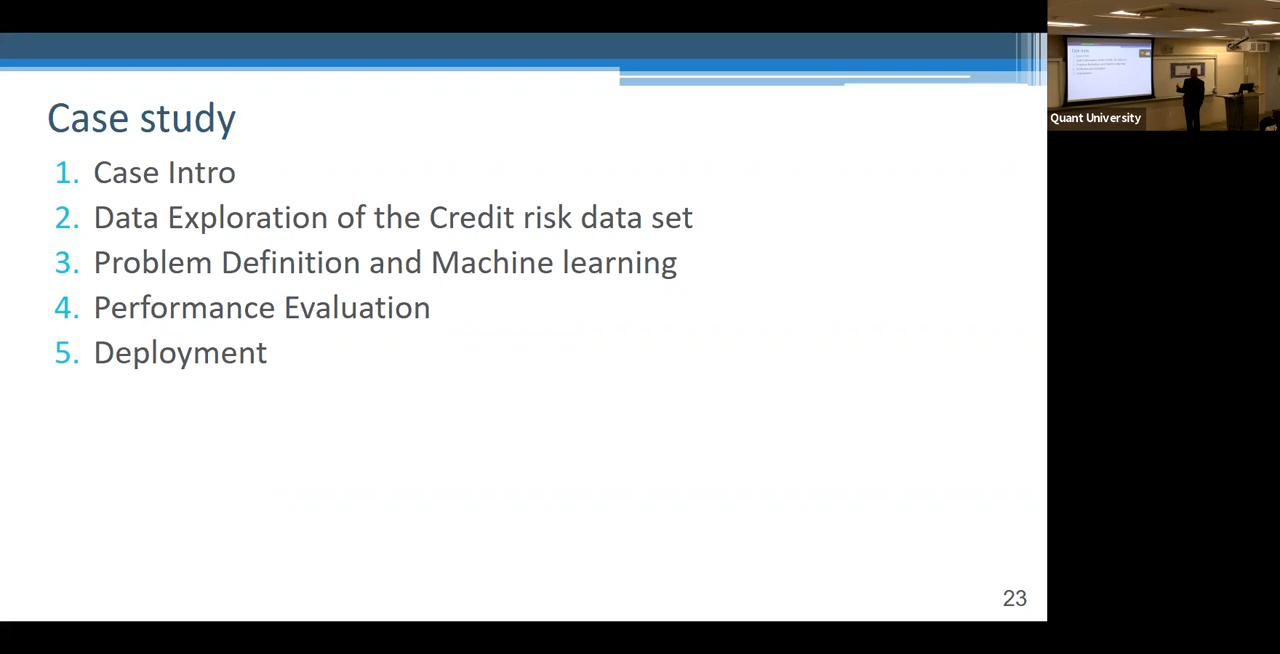 Case study
1. Case Intro
2. Data Exploration of the Credit risk data set
3. Problem Definition and Machine learning
4. Performance Evaluation
5. Deployment
23
Quant University